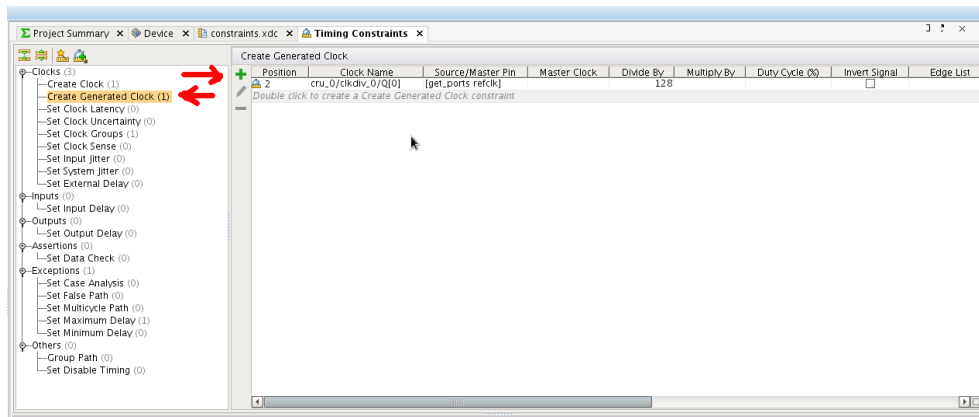 Project Summary × Device × constraints.xdc × Timing Constraints ×
Create Generated Clock
Clocks (3)
Create Clock (1)
Create Generated Clock (1)
Set Clock Latency (0)
Set Clock Uncertainty (0)
Set Clock Groups (1)
Set Clock Sense (0)
Set Input Jitter (0)
Set System Jitter (0)
Set External Delay (0)
Inputs (0)
Set Input Delay (0)
Outputs (0)
Set Output Delay (0)
Assertions (0)
Set Data Check (0)
Exceptions (1)
Set Case Analysis (0)
Set False Path (0)
Set Multicycle Path (0)
Set Maximum Delay (1)
Set Minimum Delay (0)
Others (0)
Group Path (0)
Set Disable Timing (0)
Position Clock Name Source/Master Pin Master Clock Divide By Multiply By Duty Cycle (%) Invert Signal Edge List
2 cru_0/clkdiv_0/Q[0] [get_ports refclk] 128
Double click to create a Create Generated Clock constraint